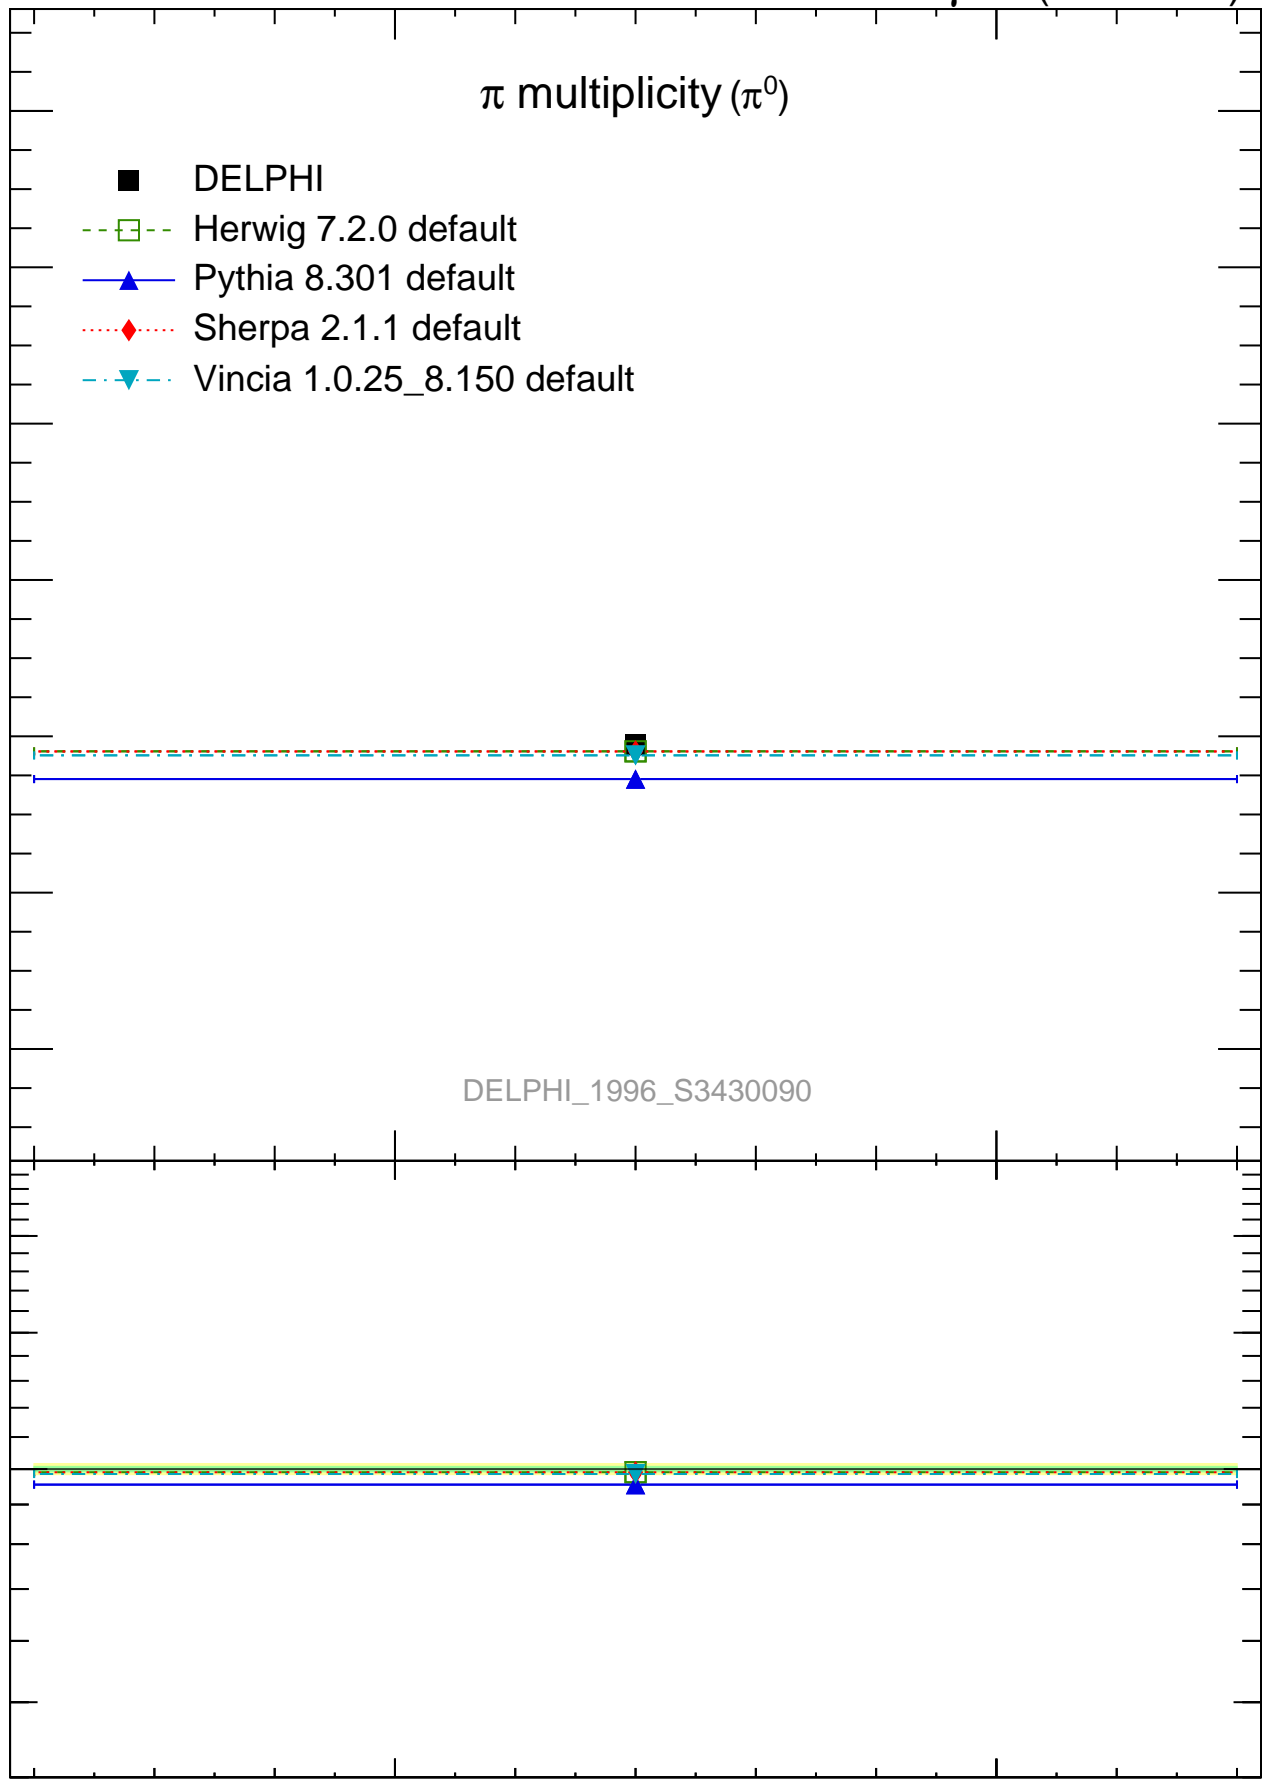 π multiplicity (π⁰)
DELPHI
Herwig 7.2.0 default
Pythia 8.301 default
Sherpa 2.1.1 default
Vincia 1.0.25_8.150 default
DELPHI_1996_S3430090